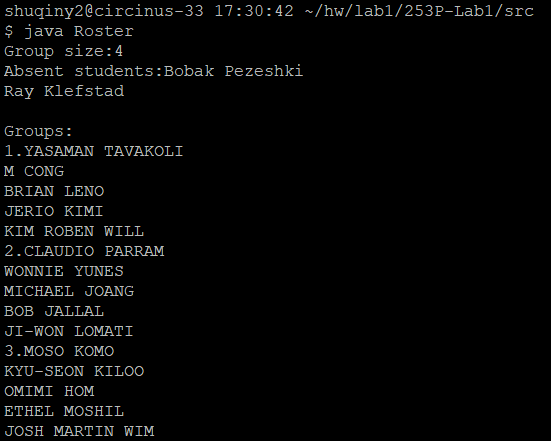 shuqiny2@circinus-33 17:30:42 ~/hw/lab1/253P-Lab1/src
$ java Roster
Group size:4
Absent students:Bobak Pezeshki
Ray Klefstad

Groups:
1.YASAMAN TAVAKOLI
M CONG
BRIAN LENO
JERIO KIMI
KIM ROBEN WILL
2.CLAUDIO PARRAM
WONNIE YUNES
MICHAEL JOANG
BOB JALLAL
JI-WON LOMATI
3.MOSO KOMO
KYU-SEON KILOO
OMIMI HOM
ETHEL MOSHIL
JOSH MARTIN WIM